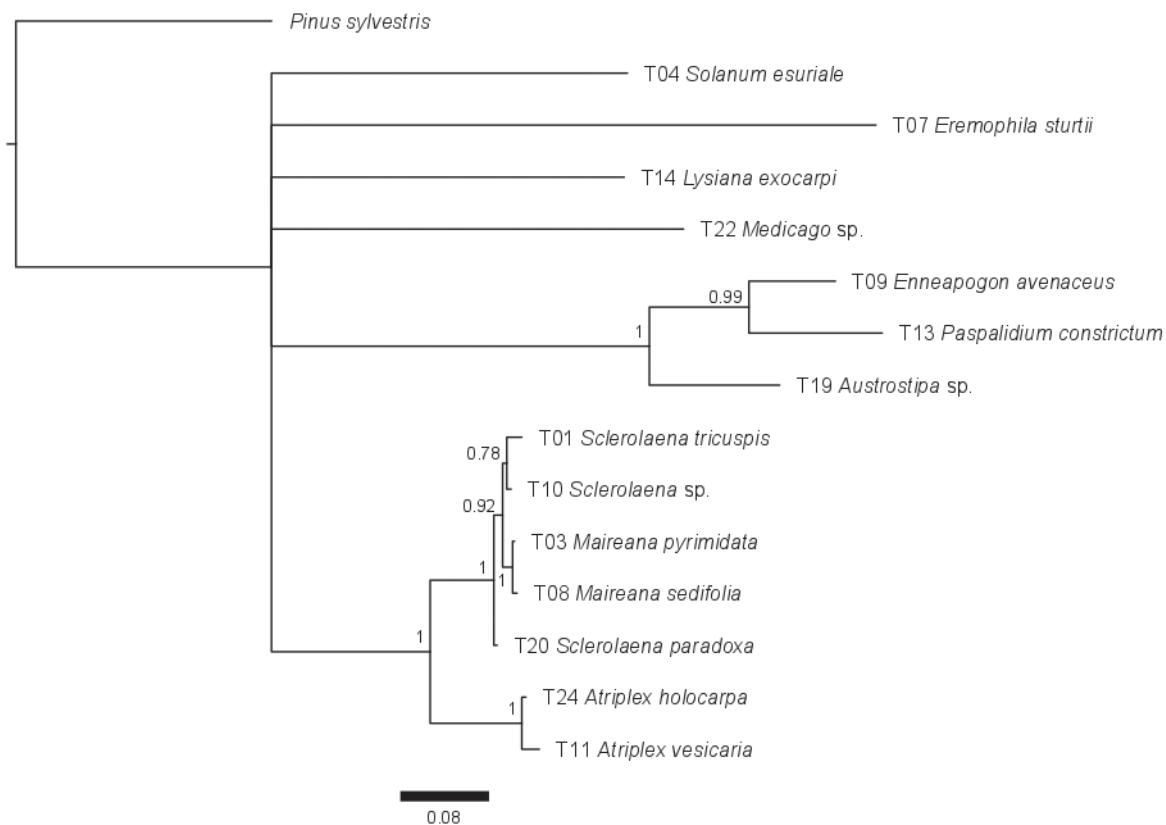 Pinus sylvestris
T04 Solanum esuriale
T07 Eremophila sturtii
T14 Lysiana exocarpi
T22 Medicago sp.
T09 Enneapogon avenaceus
0.99
T13 Paspalidium constrictum
1
T19 Austrostipa sp.
T01 Sclerolaena tricuspis
0.78
T10 Sclerolaena sp.
0.92
T03 Maireana pyrimidata
1
1
T08 Maireana sedifolia
1
T20 Sclerolaena paradoxa
T24 Atriplex holocarpa
1
T11 Atriplex vesicaria
0.08